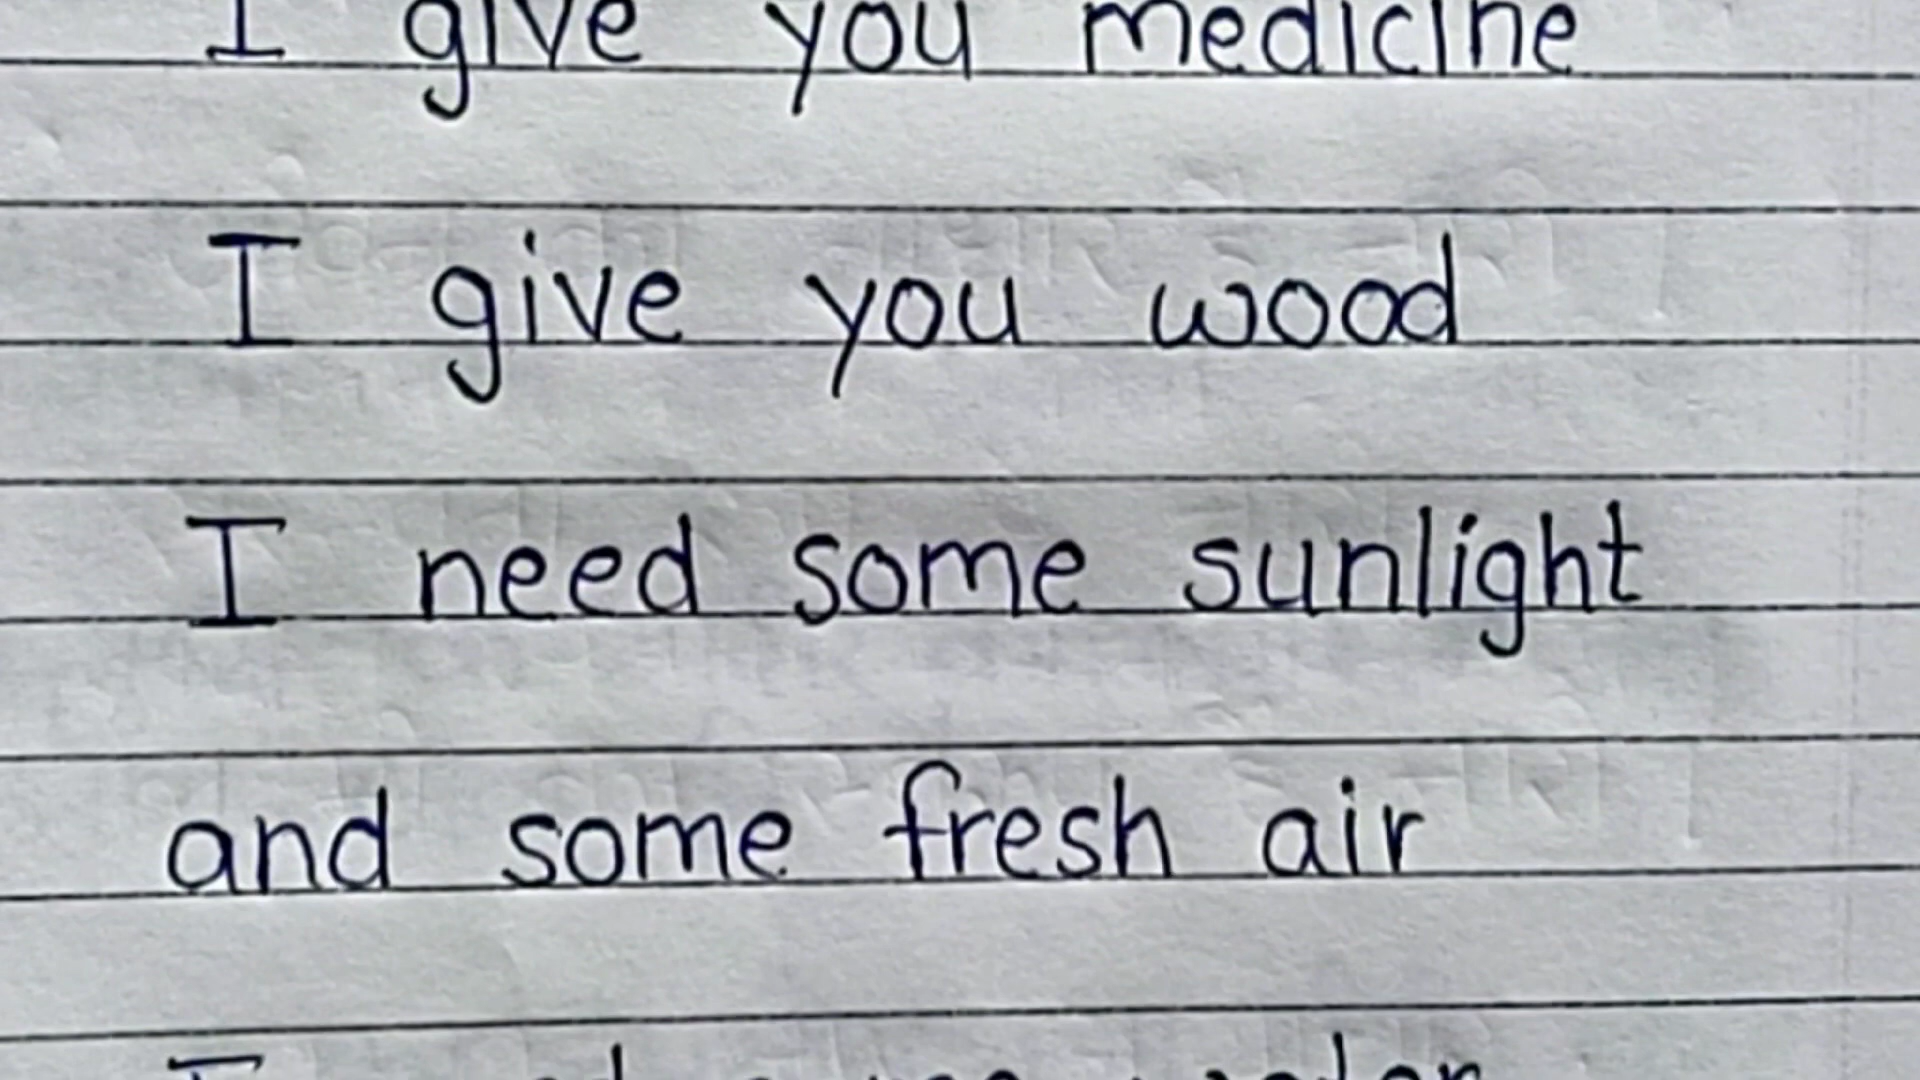 I give you medicine
I give you wood
I need some sunlight
and some fresh air